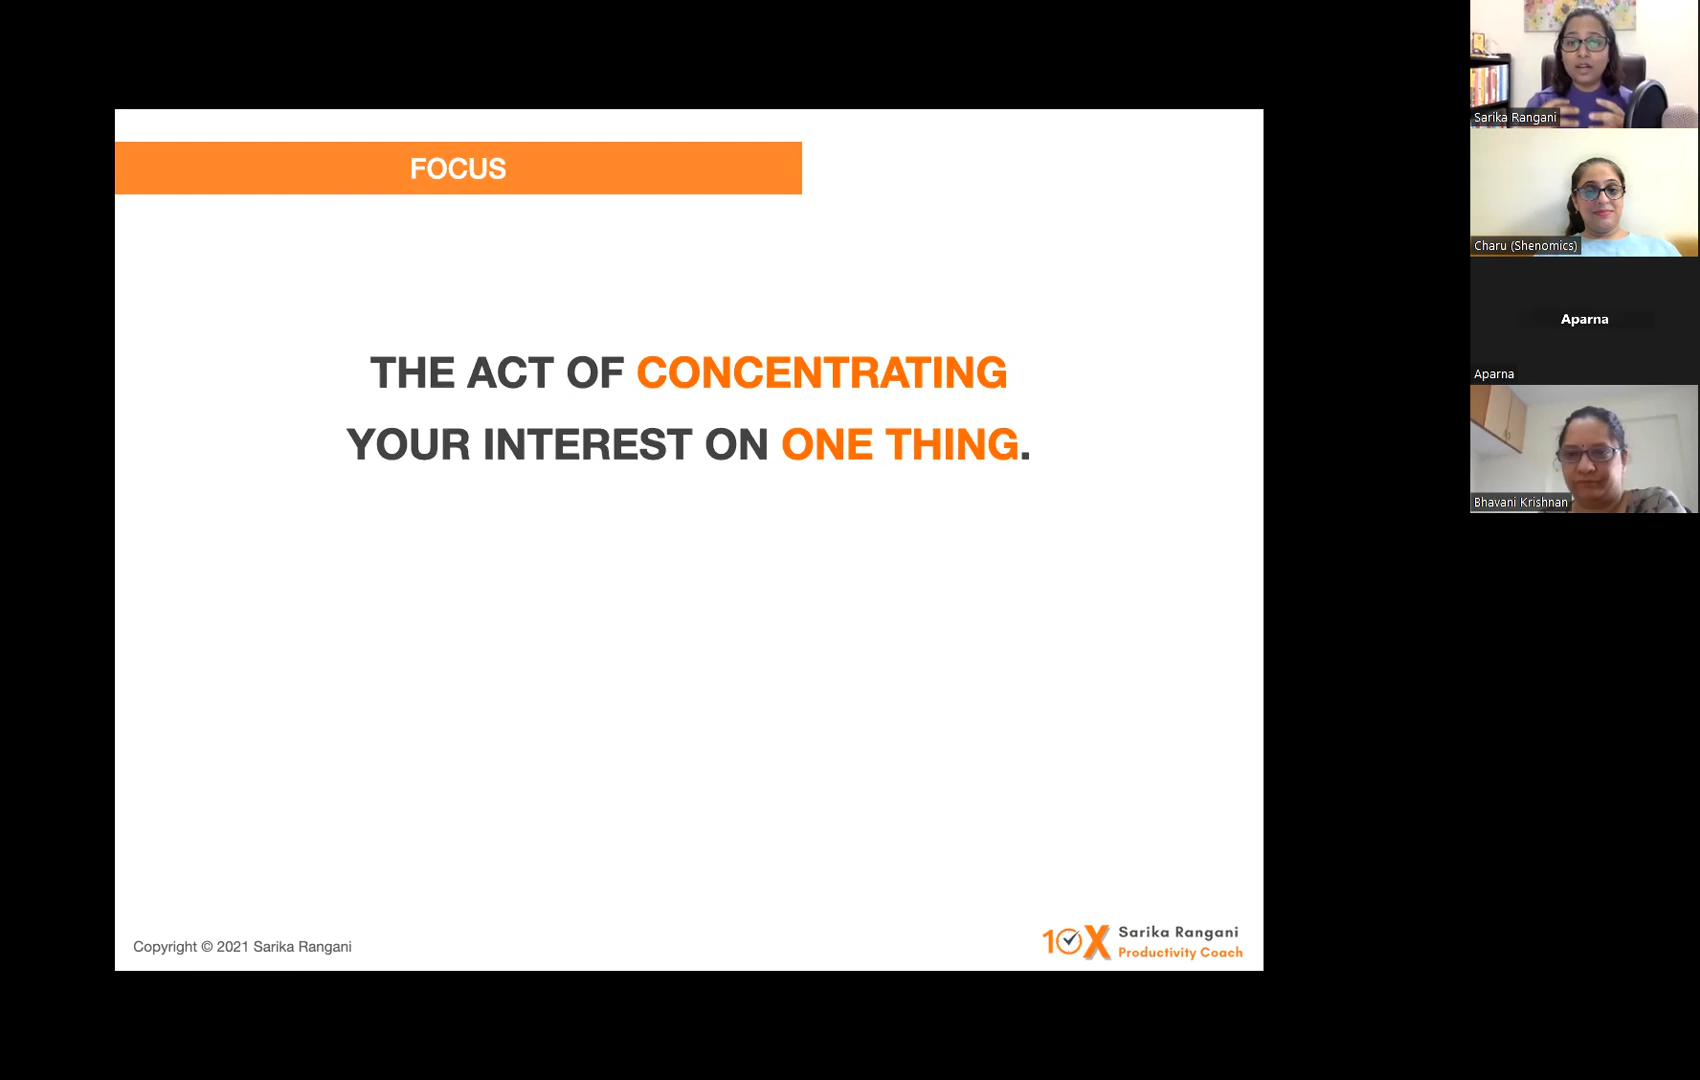 FOCUS
THE ACT OF CONCENTRATING
YOUR INTEREST ON ONE THING.
Copyright © 2021 Sarika Rangani
10X Sarika Rangani
Productivity Coach
Sarika Rangani
Charu (Shenomics)
Aparna
Aparna
Bhavani Krishnan